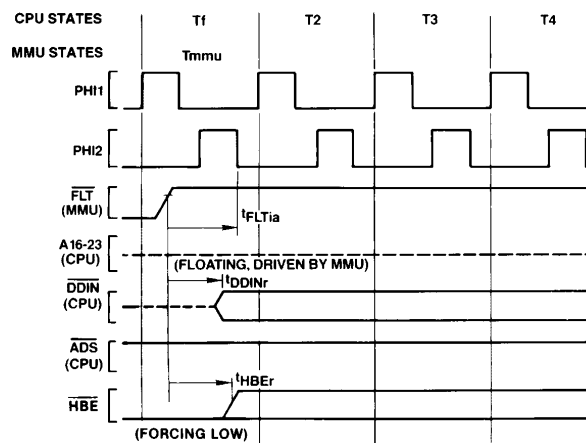 CPU STATES Tf T2 T3 T4
MMU STATES Tmmu
PHI1
PHI2
FLT
(MMU)
tFLTia
A16-23
(CPU)
(FLOATING, DRIVEN BY MMU)
DDIN
(CPU)
tDDINr
ADS
(CPU)
HBE
tHBEr
(FORCING LOW)